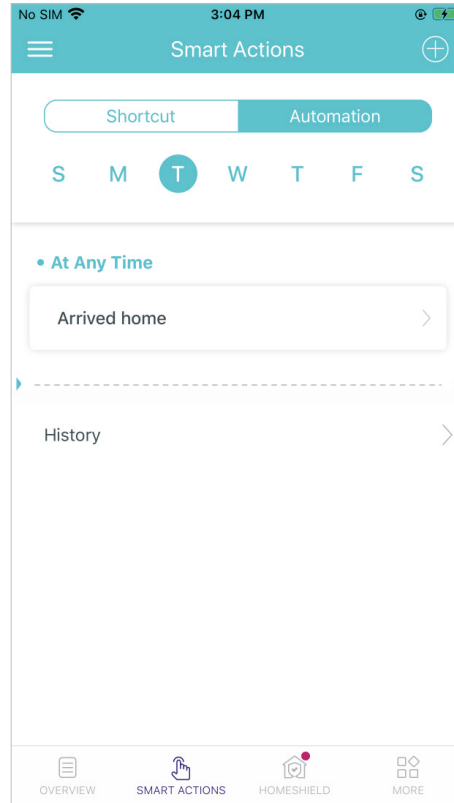 No SIM 3:04 PM
Smart Actions
Shortcut Automation
S M T W T F S
• At Any Time
Arrived home
History
OVERVIEW SMART ACTIONS HOMESHIELD MORE